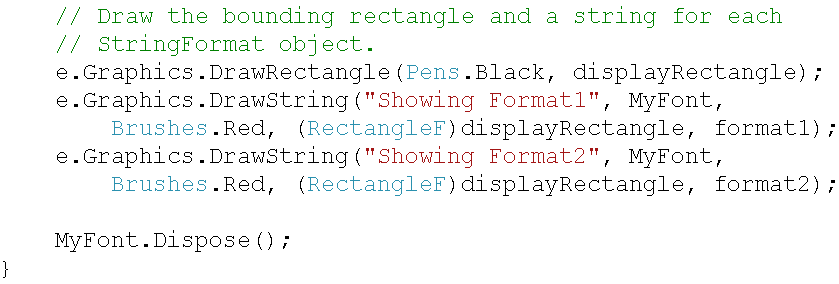 // Draw the bounding rectangle and a string for each
// StringFormat object.
e.Graphics.DrawRectangle(Pens.Black, displayRectangle);
e.Graphics.DrawString("Showing Format1", MyFont,
Brushes.Red, (RectangleF)displayRectangle, format1);
e.Graphics.DrawString("Showing Format2", MyFont,
Brushes.Red, (RectangleF)displayRectangle, format2);
MyFont.Dispose();
}